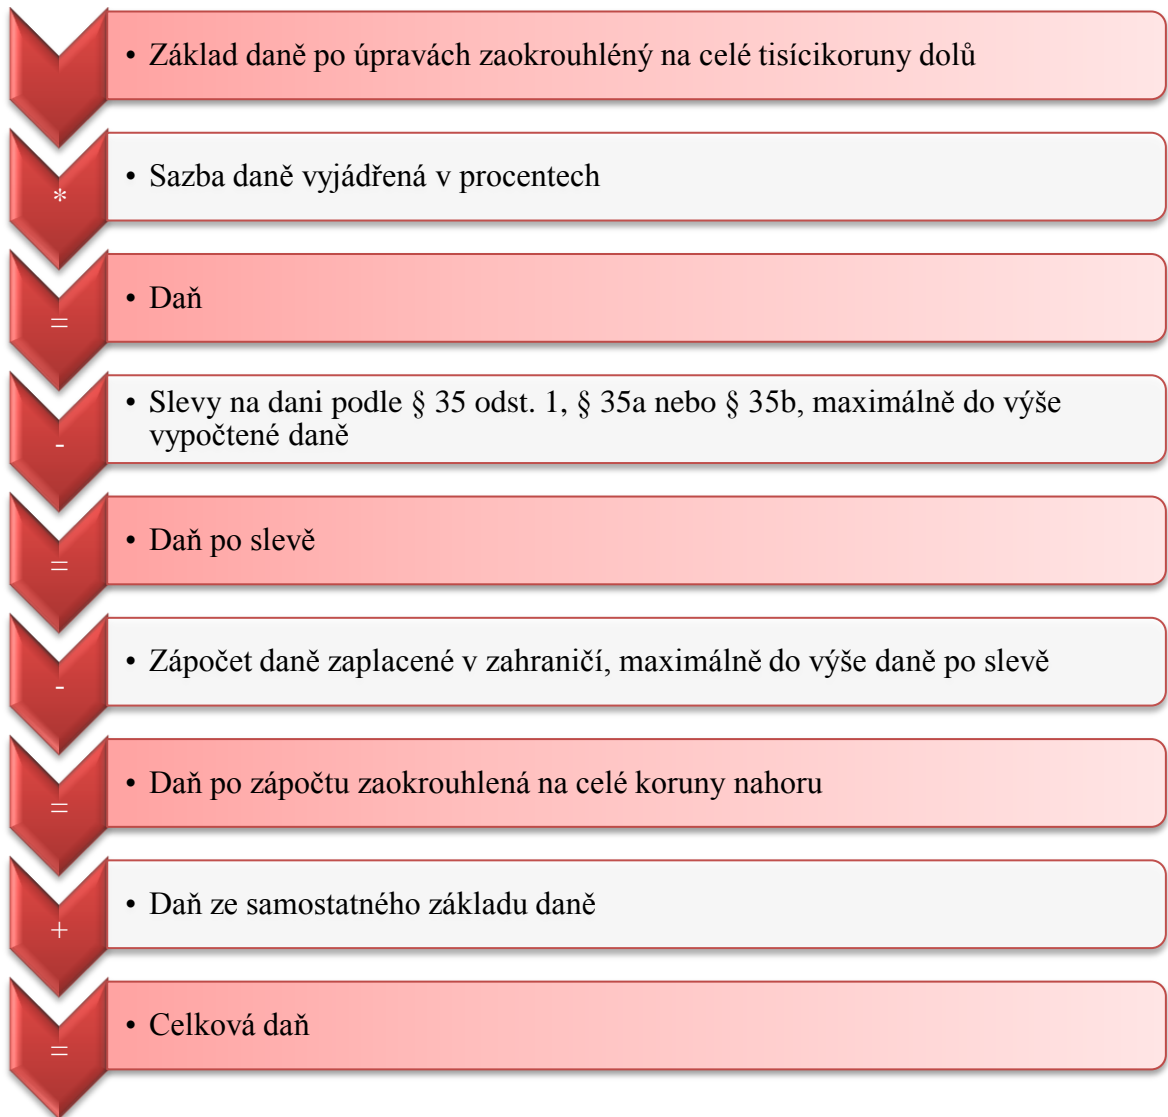 • Základ daně po úpravách zaokrouhléný na celé tisícikoruny dolů
*
• Sazba daně vyjádřená v procentech
=
• Daň
-
• Slevy na dani podle § 35 odst. 1, § 35a nebo § 35b, maximálně do výše
vypočtené daně
=
• Daň po slevě
-
• Zápočet daně zaplacené v zahraničí, maximálně do výše daně po slevě
=
• Daň po zápočtu zaokrouhlená na celé koruny nahoru
+
• Daň ze samostatného základu daně
=
• Celková daň